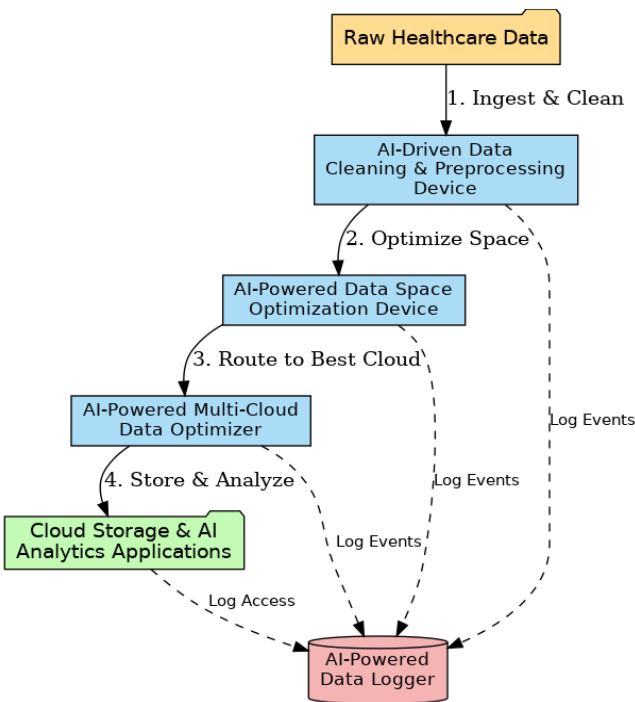 Raw Healthcare Data
1. Ingest & Clean
AI-Driven Data
Cleaning & Preprocessing
Device
2. Optimize Space
AI-Powered Data Space
Optimization Device
3. Route to Best Cloud
AI-Powered Multi-Cloud
Data Optimizer
Log Events
4. Store & Analyze
Log Events
Cloud Storage & AI
Analytics Applications
Log Events
Log Access
AI-Powered
Data Logger